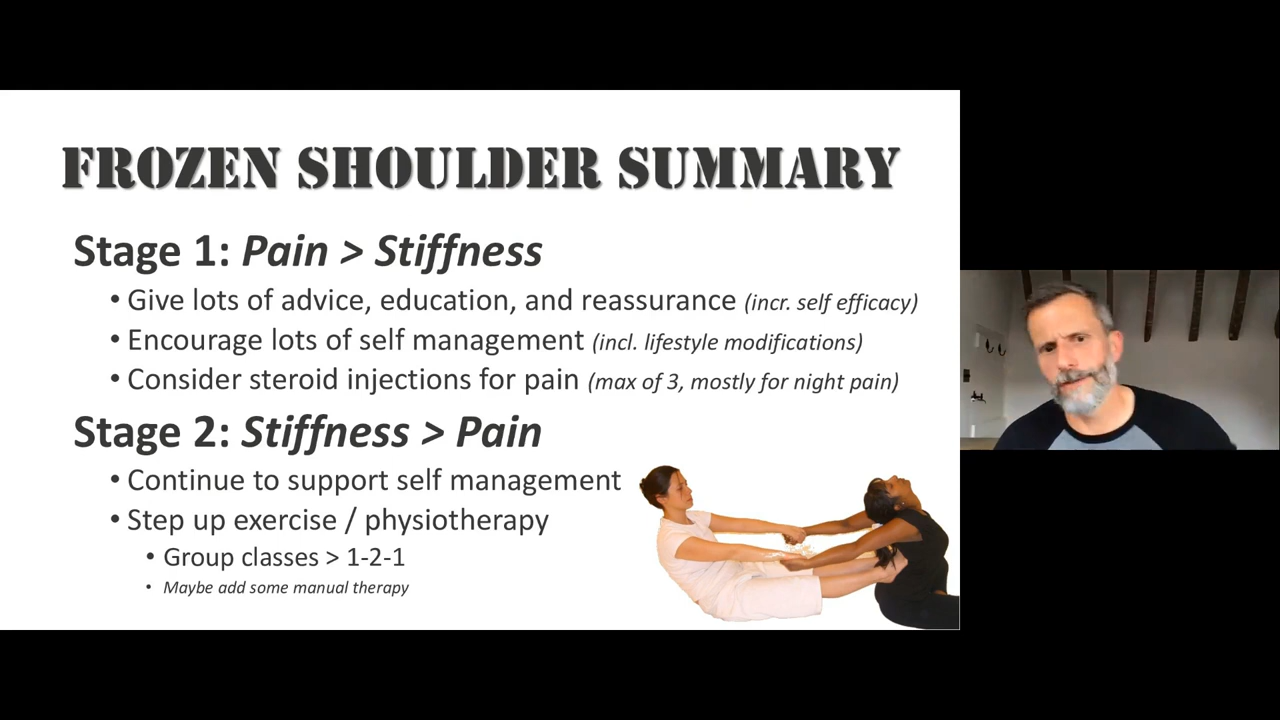 FROZEN SHOULDER SUMMARY
Stage 1: Pain > Stiffness
• Give lots of advice, education, and reassurance (incr. self efficacy)
• Encourage lots of self management (incl. lifestyle modifications)
• Consider steroid injections for pain (max of 3, mostly for night pain)
Stage 2: Stiffness > Pain
• Continue to support self management
• Step up exercise / physiotherapy
• Group classes > 1-2-1
• Maybe add some manual therapy